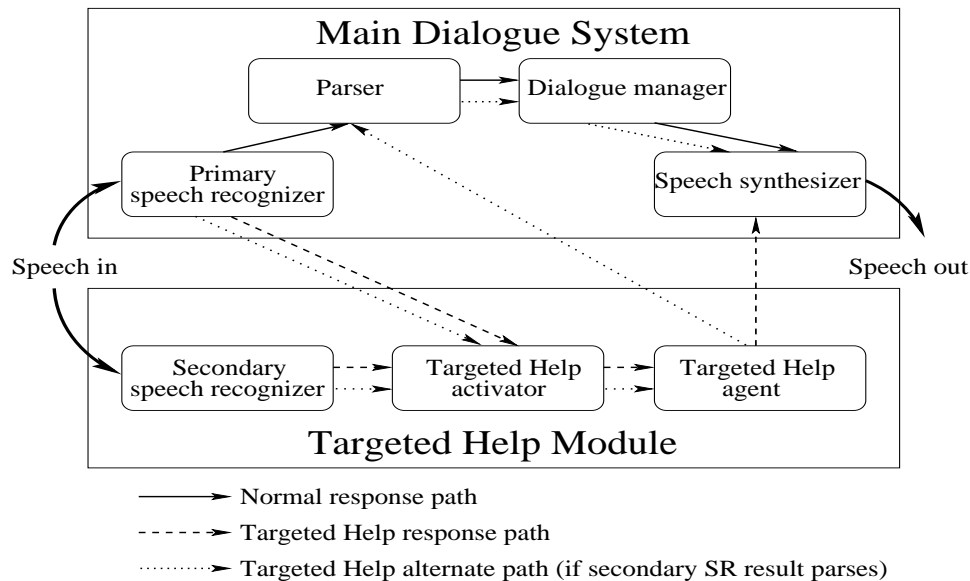 Main Dialogue System
Parser
Dialogue manager
Primary
speech recognizer
Speech synthesizer
Speech in
Speech out
Secondary
speech recognizer
Targeted Help
activator
Targeted Help
agent
Targeted Help Module
Normal response path
Targeted Help response path
Targeted Help alternate path (if secondary SR result parses)